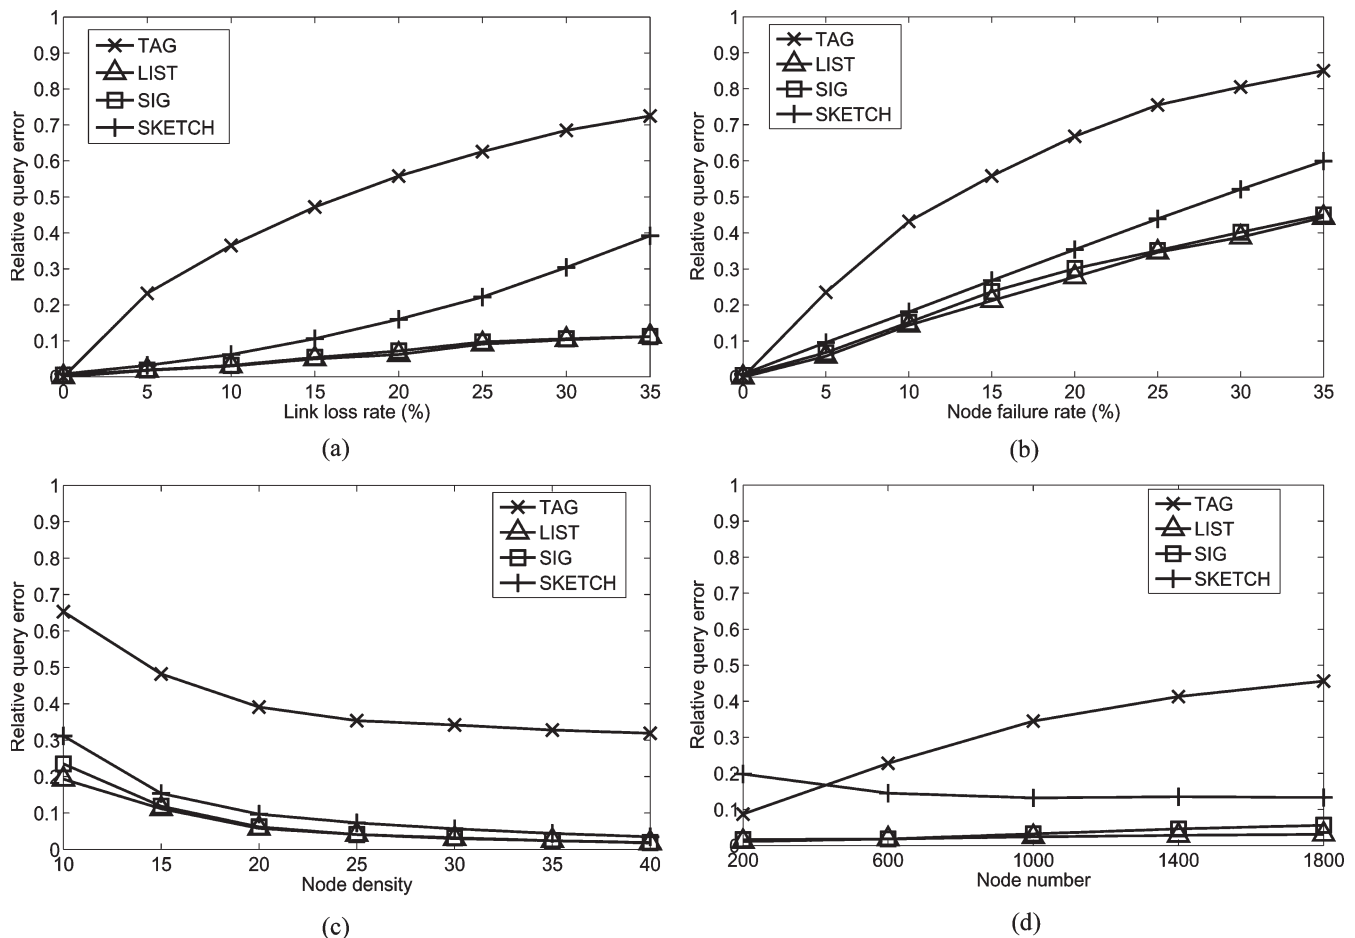 1
0.9
0.8
0.7
0.6
0.5
0.4
0.3
0.2
0.1
0
Relative query error
TAG
LIST
SIG
SKETCH
0 5 10 15 20 25 30 35
Link loss rate (%)
(a)
1
0.9
0.8
0.7
0.6
0.5
0.4
0.3
0.2
0.1
0
Relative query error
TAG
LIST
SIG
SKETCH
0 5 10 15 20 25 30 35
Node failure rate (%)
(b)
1
0.9
0.8
0.7
0.6
0.5
0.4
0.3
0.2
0.1
0
Relative query error
TAG
LIST
SIG
SKETCH
10 15 20 25 30 35 40
Node density
(c)
1
0.9
0.8
0.7
0.6
0.5
0.4
0.3
0.2
0.1
0
Relative query error
TAG
LIST
SIG
SKETCH
200 600 1000 1400 1800
Node number
(d)